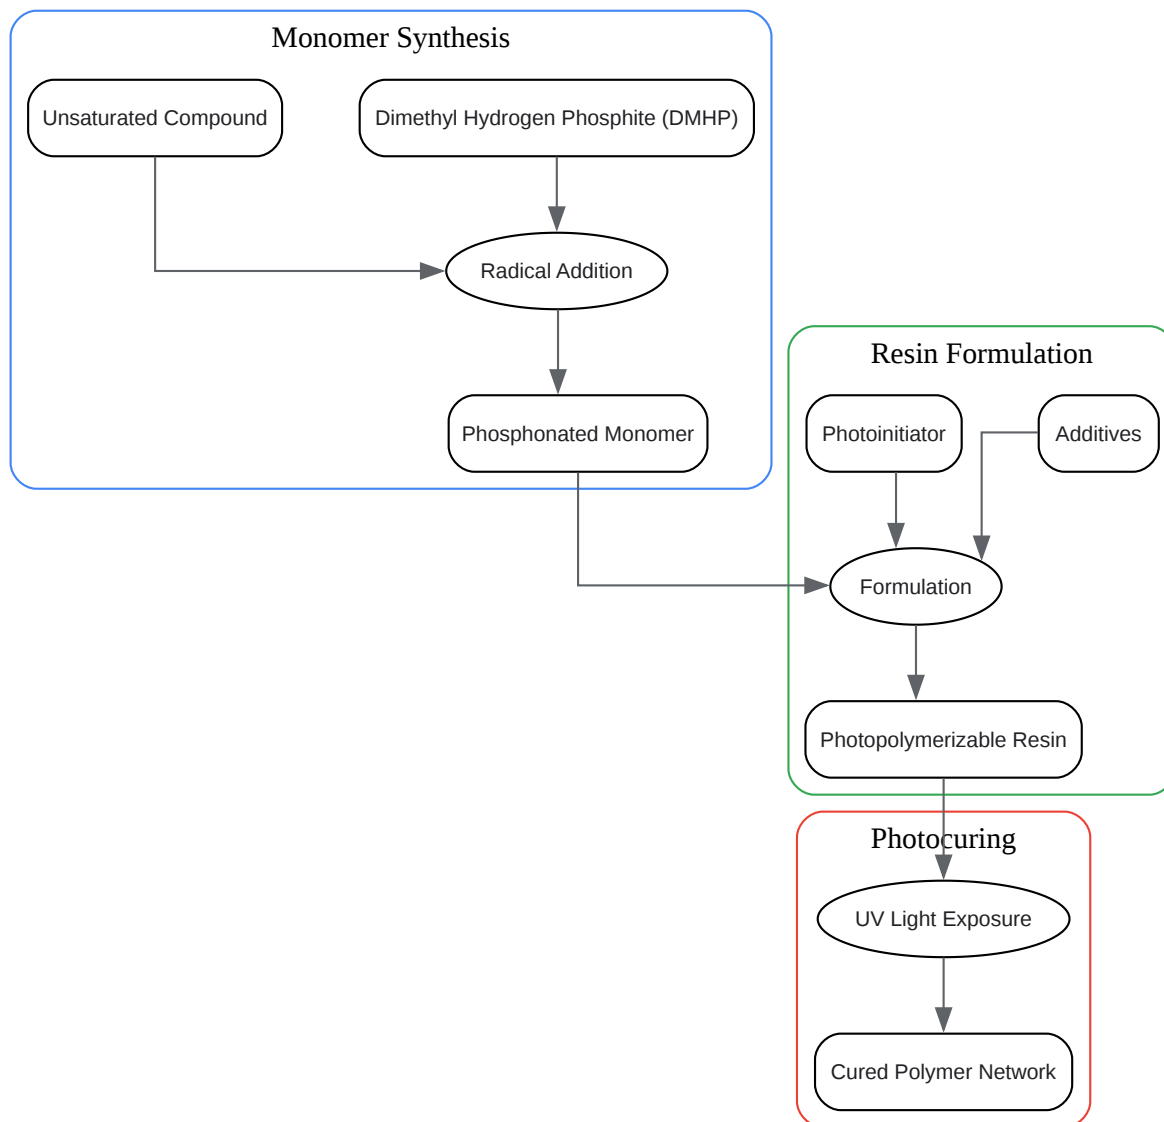 Monomer Synthesis
Unsaturated Compound
Dimethyl Hydrogen Phosphite (DMHP)
Radical Addition
Phosphonated Monomer
Resin Formulation
Photoinitiator
Additives
Formulation
Photopolymerizable Resin
Photocuring
UV Light Exposure
Cured Polymer Network